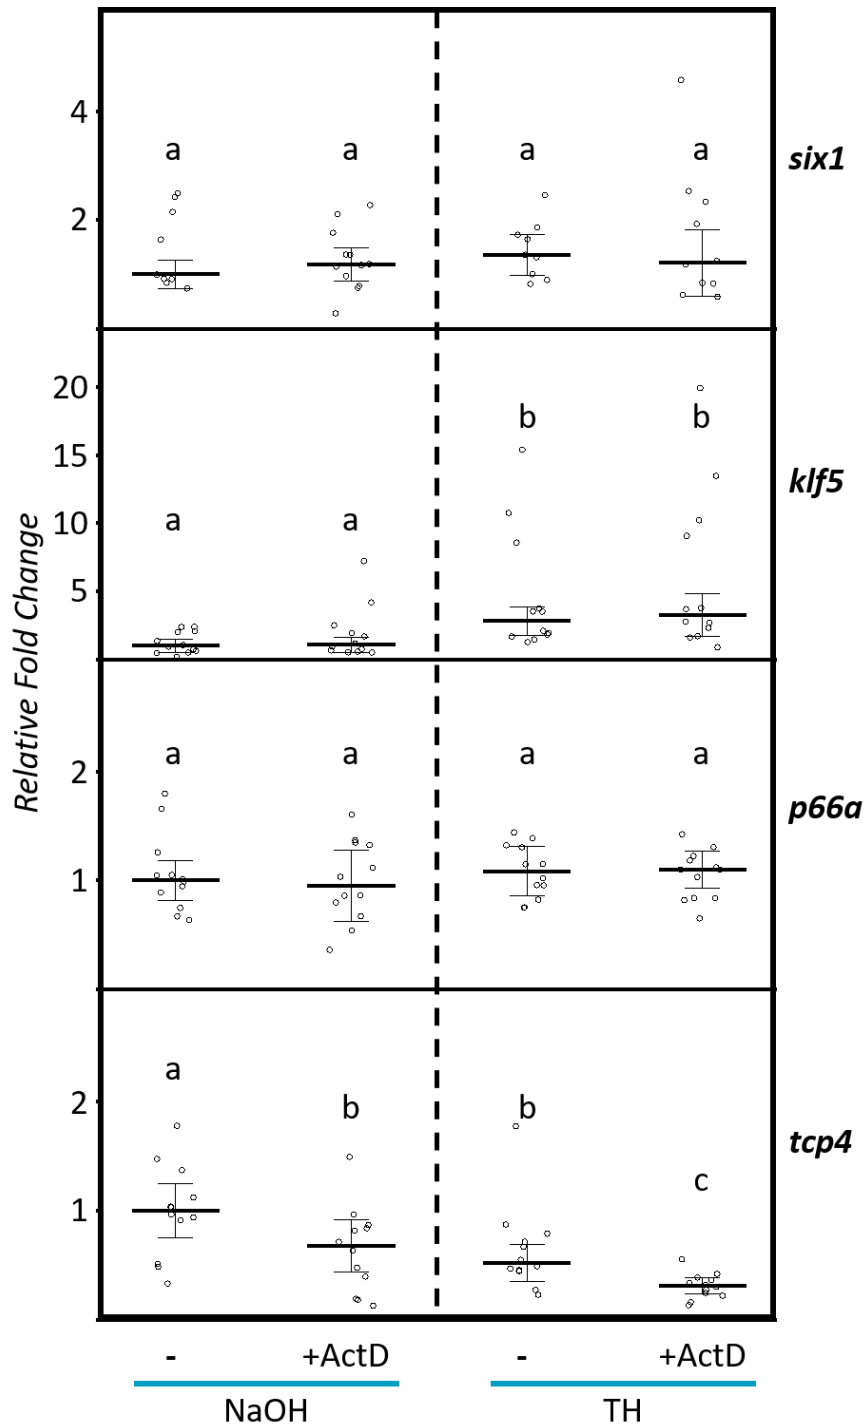 4
a
a
a
a
six1
2
20
b
b
15
klf5
10
a
a
5
Relative Fold Change
2
a
a
a
a
p66a
1
a
2
b
b
tcp4
c
1
- +ActD - +ActD
NaOH TH